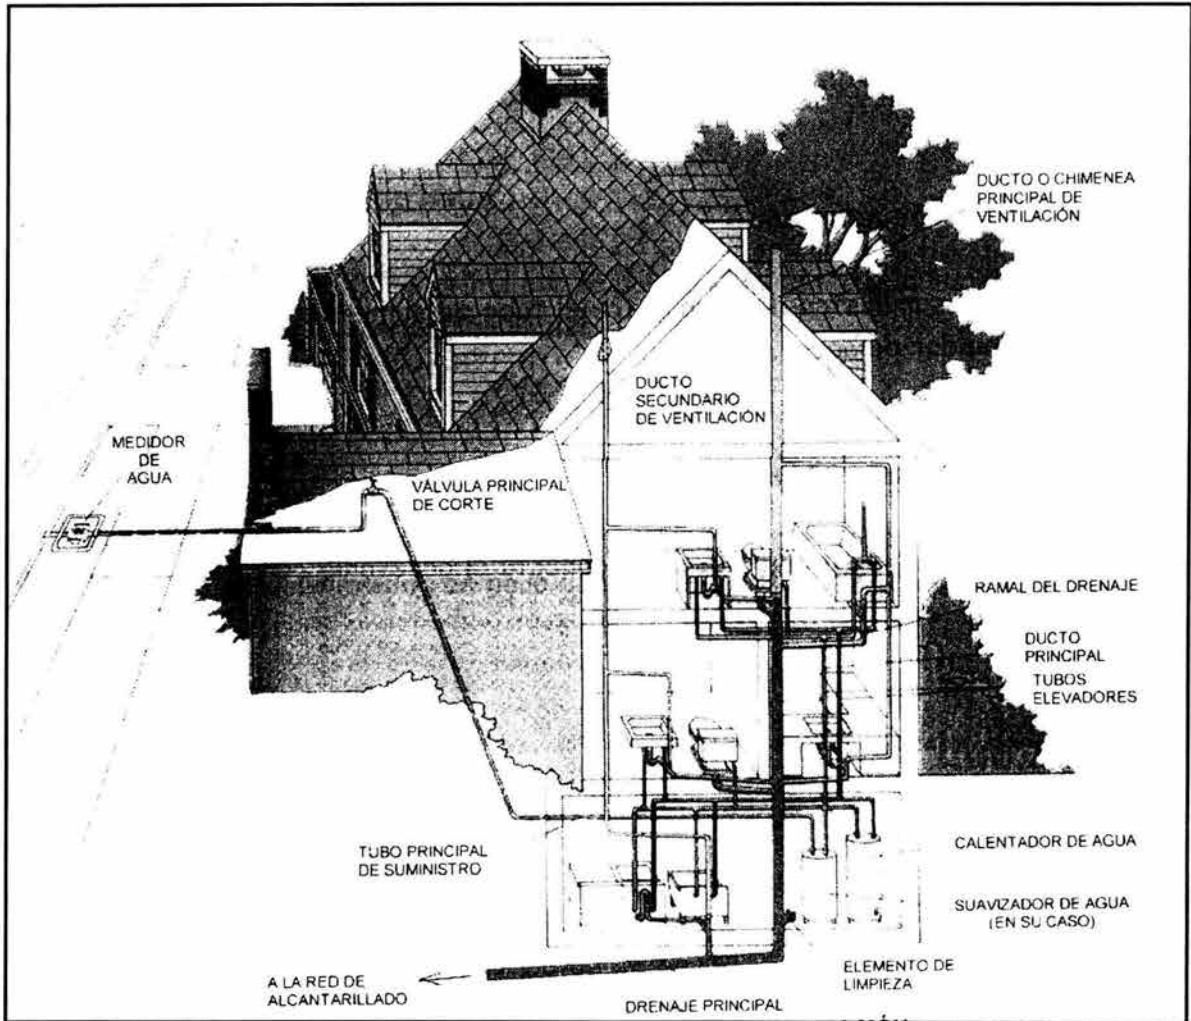 DUCTO O CHIMENEA
PRINCIPAL DE
VENTILACIÓN
DUCTO
SECUNDARIO
DE VENTILACIÓN
MEDIDOR
DE
AGUA
VÁLVULA PRINCIPAL
DE CORTE
RAMAL DEL DRENAJE
DUCTO
PRINCIPAL
TUBOS
ELEVADORES
TUBO PRINCIPAL
DE SUMINISTRO
CALENTADOR DE AGUA
SUAVIZADOR DE AGUA
(EN SU CASO)
ELEMENTO DE
LIMPIEZA
A LA RED DE
ALCANTARILLADO
DRENAJE PRINCIPAL